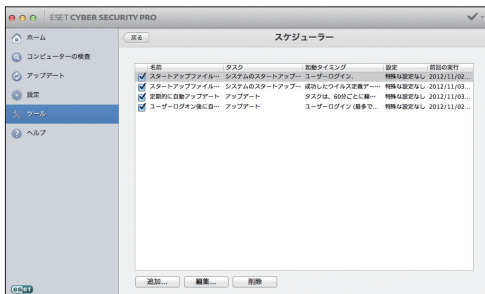 ESET CYBER SECURITY PRO
ホーム
コンピューターの検査
アップデート
設定
ツール
ヘルプ
戻る
スケジューラー
名前 タスク 起動タイミング 設定 前回の実行
スタートアップファイル… システムのスタートアップ… ユーザーログイン. 特殊な設定なし 2012/11/02...
スタートアップファイル… システムのスタートアップ… 成功したウイルス定義デー… 特殊な設定なし 2012/11/03...
定期的に自動アップデート アップデート タスクは、60分ごとに繰… 特殊な設定なし 2012/11/03...
ユーザーログオン後に自… アップデート ユーザーログイン (最多で... 特殊な設定なし 2012/11/02...
追加... 編集... 削除
eset